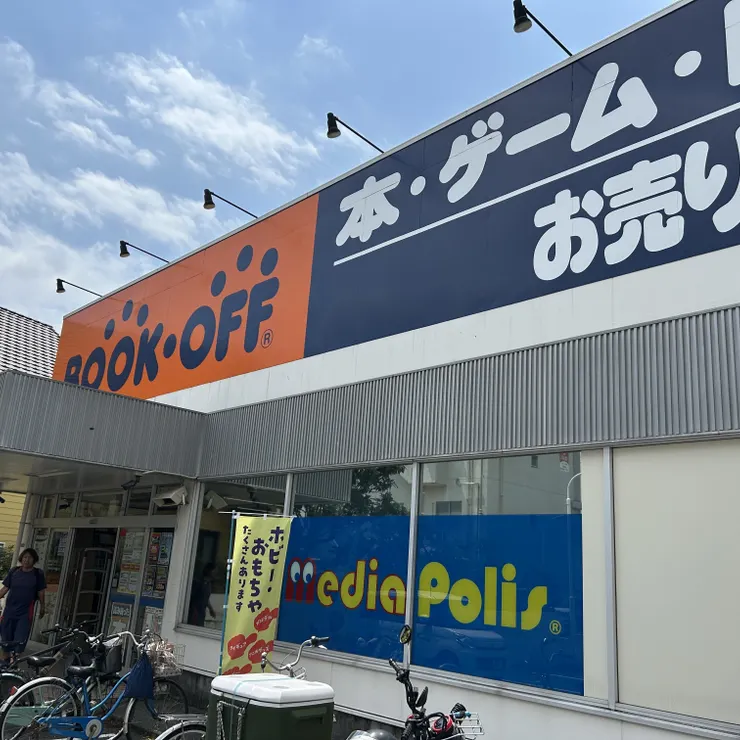 BOOK・OFF®
本・ゲーム・
お売り
ホビー・
おもちゃ
たくさんあります
media Polis®